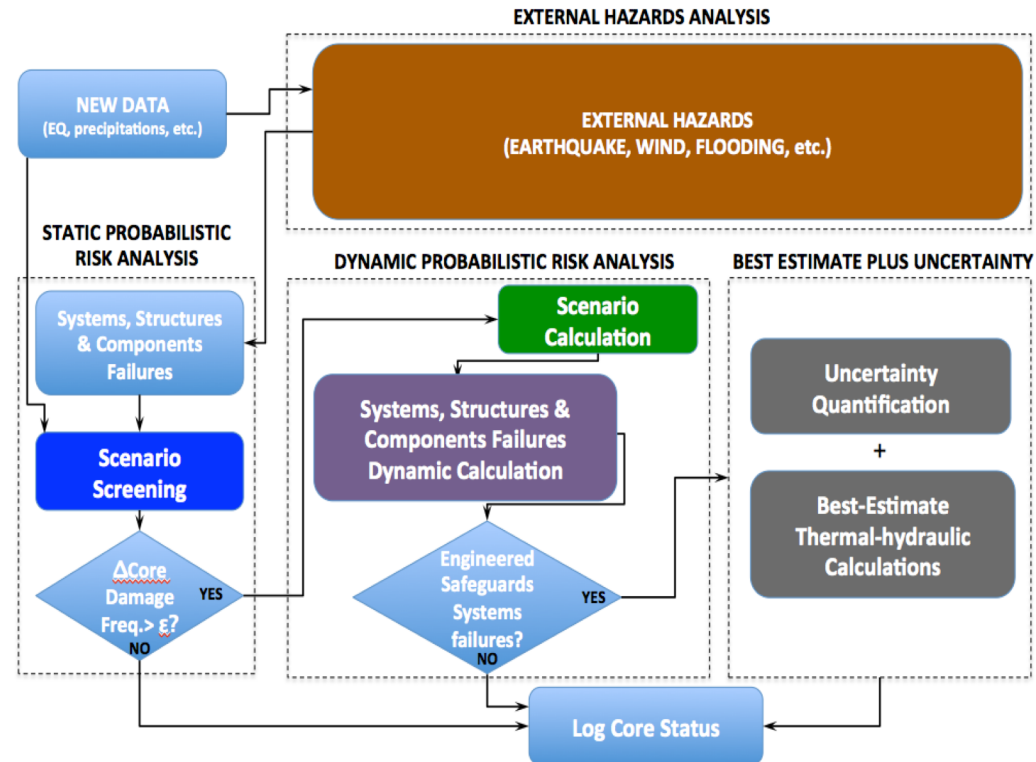 EXTERNAL HAZARDS ANALYSIS
NEW DATA
(EQ, precipitations, etc.)
EXTERNAL HAZARDS
(EARTHQUAKE, WIND, FLOODING, etc.)
STATIC PROBABILISTIC
RISK ANALYSIS
DYNAMIC PROBABILISTIC RISK ANALYSIS
BEST ESTIMATE PLUS UNCERTAINTY
Systems, Structures
& Components
Failures
Scenario
Screening
ΔCore
Damage
Freq.> ε?
YES
NO
Scenario
Calculation
Systems, Structures &
Components Failures
Dynamic Calculation
Engineered
Safeguards
Systems
failures?
YES
NO
Uncertainty
Quantification
+
Best-Estimate
Thermal-hydraulic
Calculations
Log Core Status